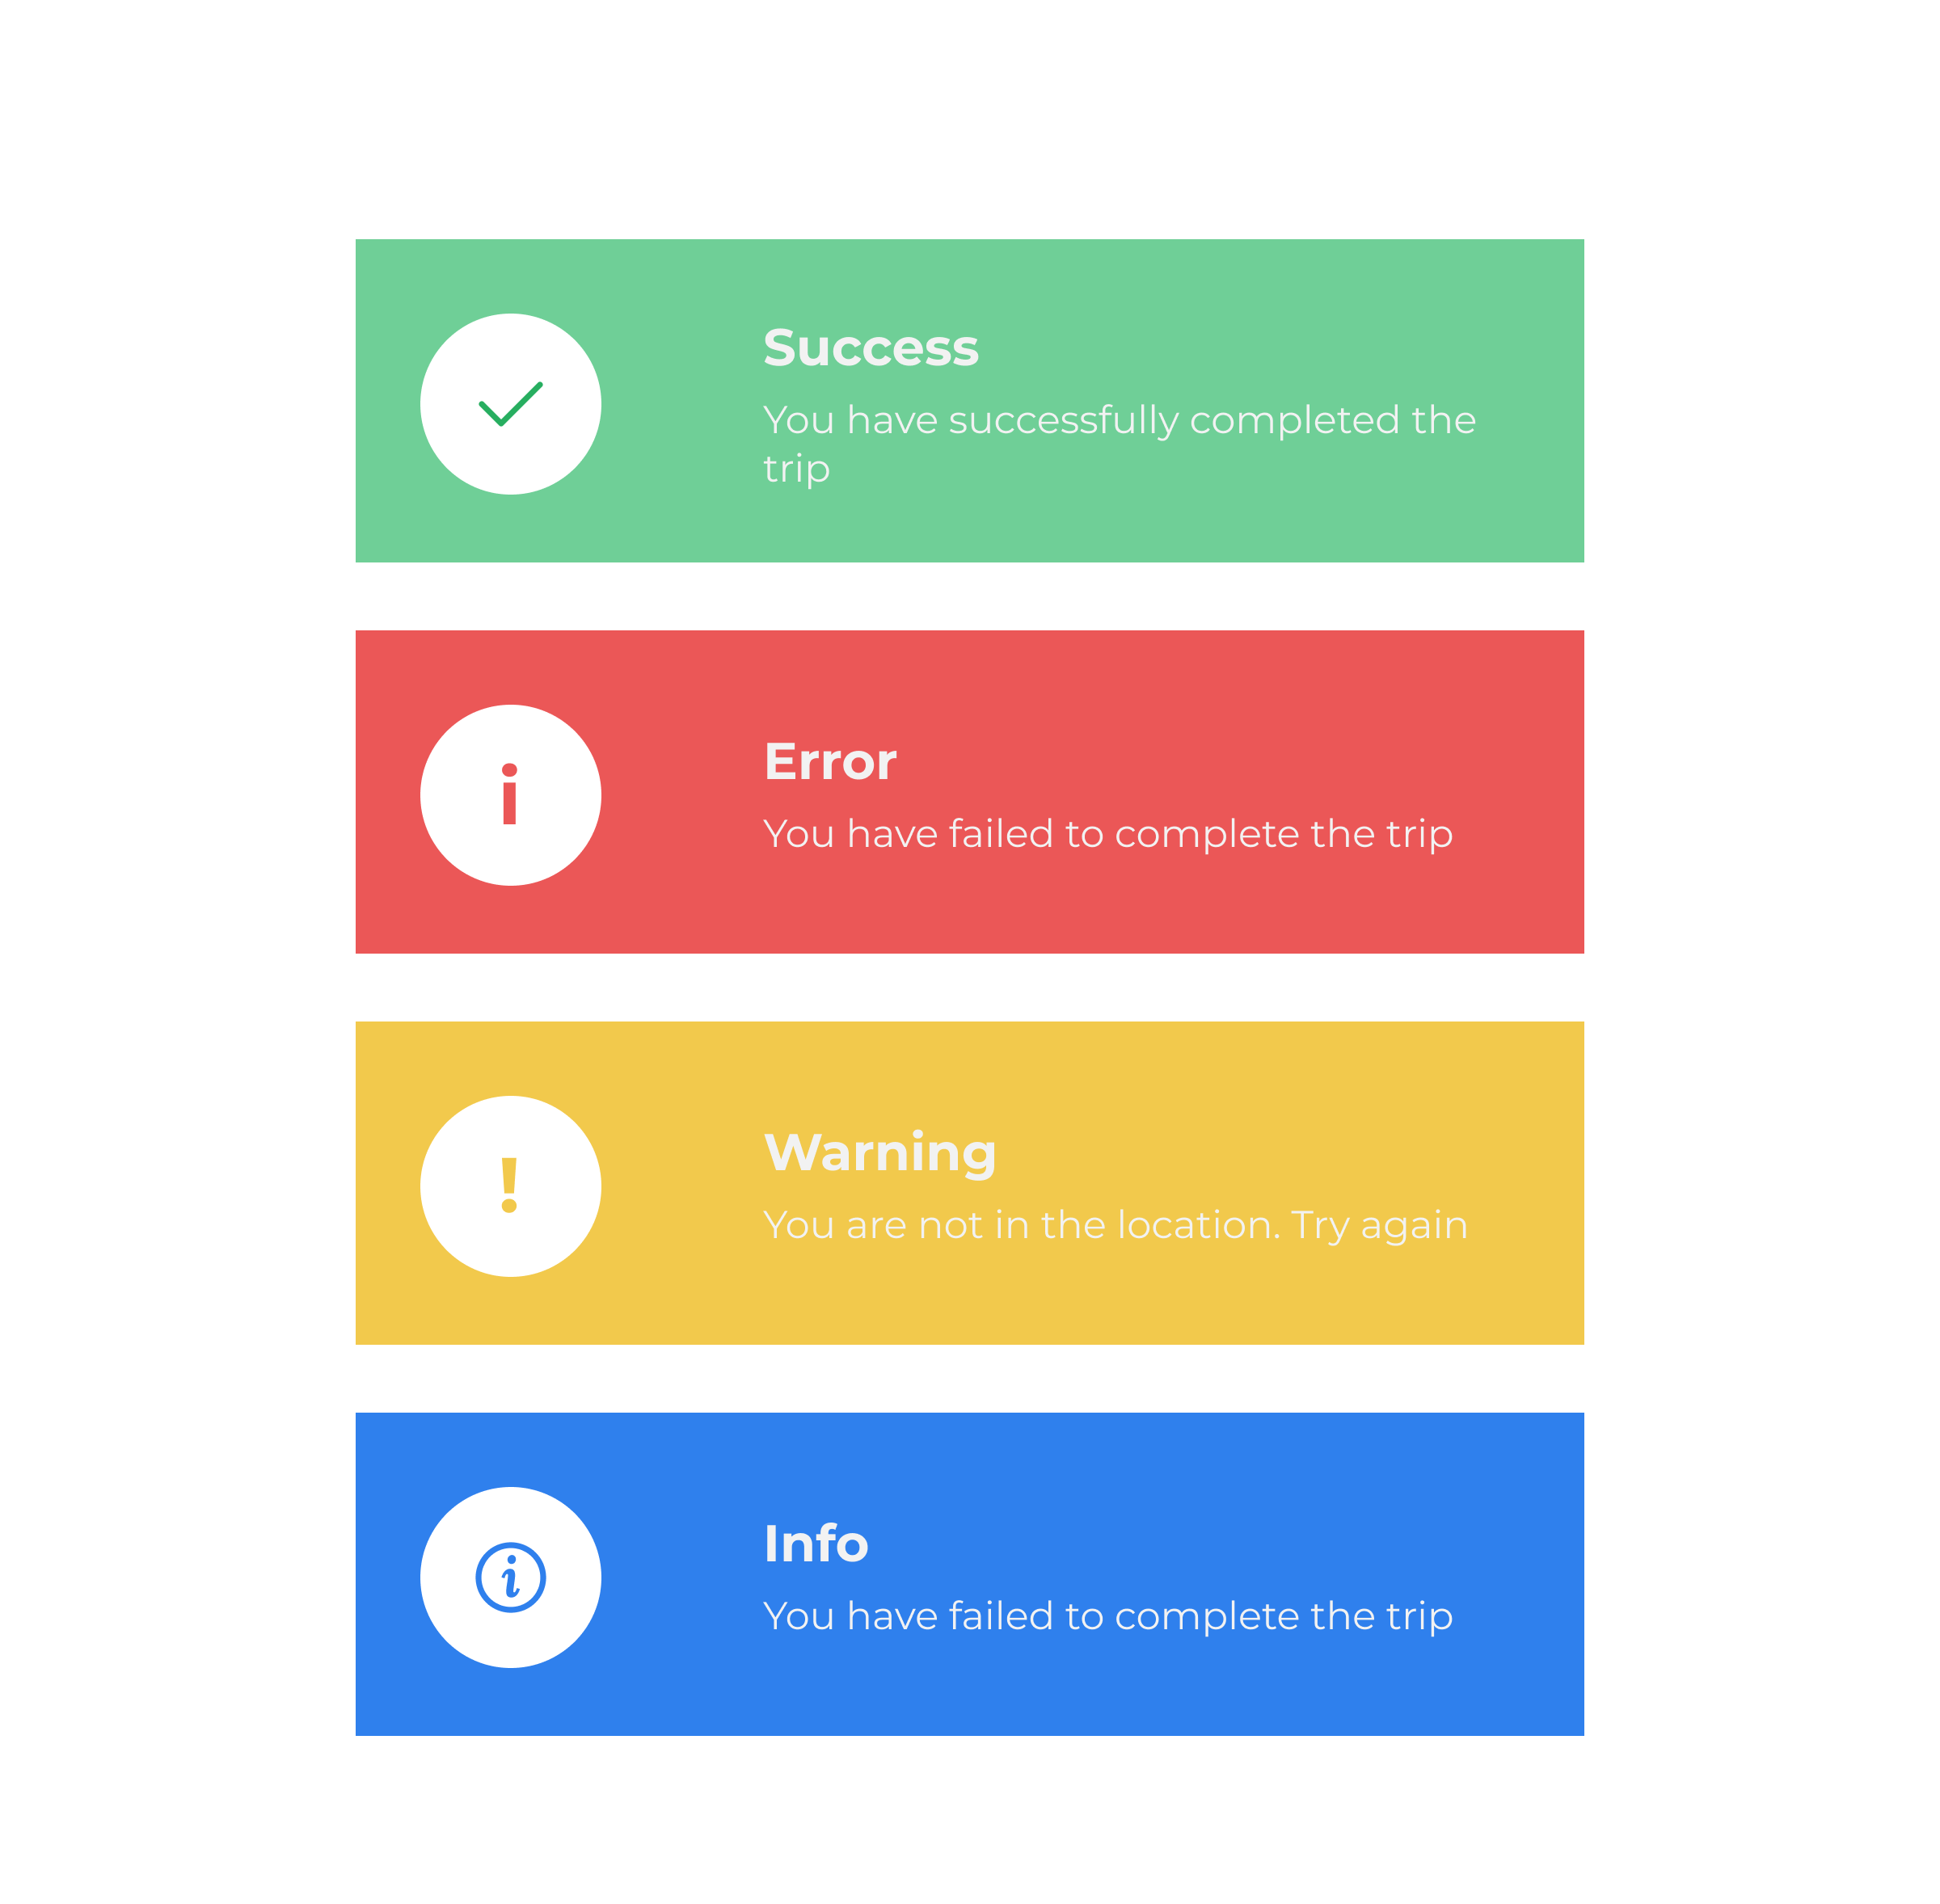 Success
You have successfully completed the
trip
i
Error
You have failed to complete the trip
!
Warning
You are not in the location. Try again
i
Info
You have failed to complete the trip